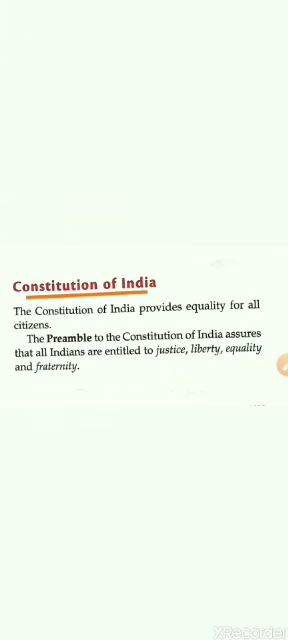 Constitution of India
The Constitution of India provides equality for all
citizens.
The Preamble to the Constitution of India assures
that all Indians are entitled to justice, liberty, equality
and fraternity.
XRecorder